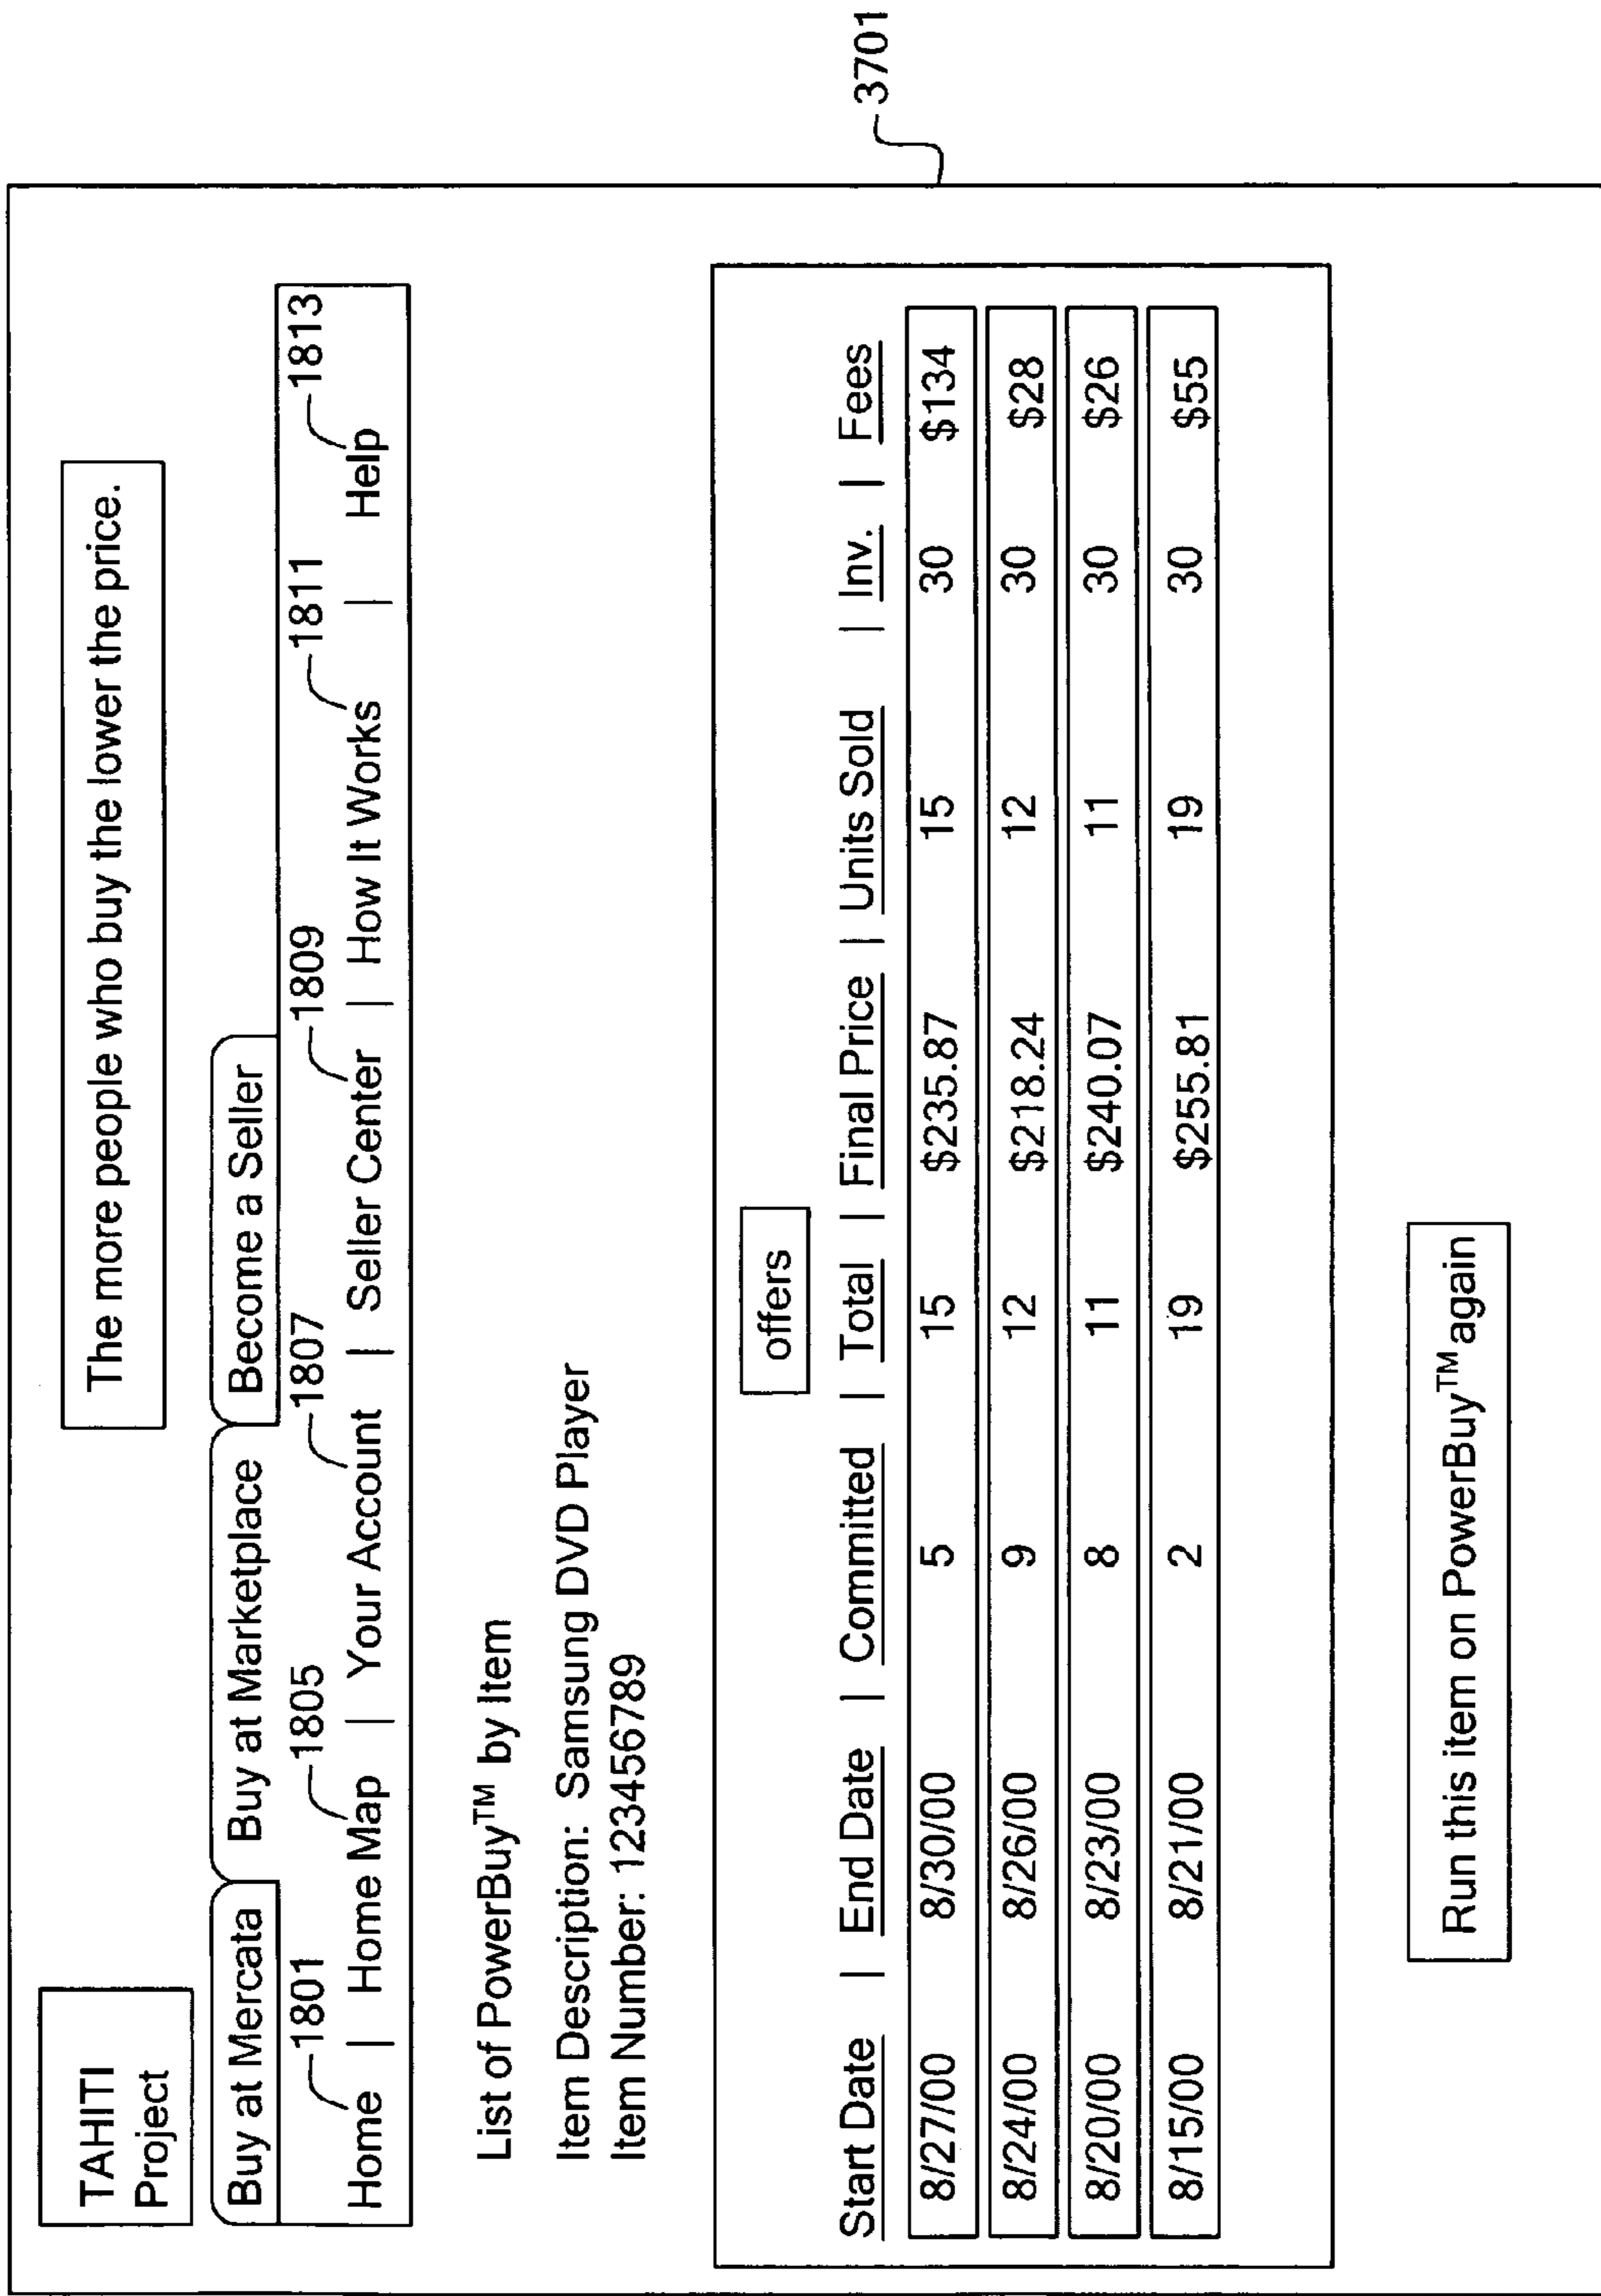 TAHITI
Project
The more people who buy the lower the price.
Buy at Mercata Buy at Marketplace Become a Seller
1801 1805 1807 1809 1811 1813
Home | Home Map | Your Account | Seller Center | How It Works | Help
List of PowerBuy™ by Item
Item Description: Samsung DVD Player
Item Number: 123456789
offers
Start Date | End Date | Committed | Total | Final Price | Units Sold | Inv. | Fees
8/27/00 8/30/00 5 15 $235.87 15 30 $134
8/24/00 8/26/00 9 12 $218.24 12 30 $28
8/20/00 8/23/00 8 11 $240.07 11 30 $26
8/15/00 8/21/00 2 19 $255.81 19 30 $55
Run this item on PowerBuy™ again
3701